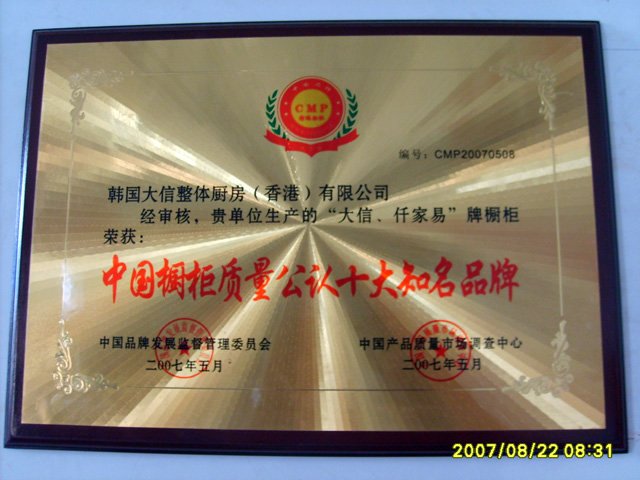 CMP
编号：CMP20070508
韩国大信整体厨房（香港）有限公司
经审核，贵单位生产的“大信、仟家易”牌橱柜
荣获：
中国橱柜质量公认十大知名品牌
中国品牌发展监督管理委员会
中国产品质量市场调查中心
二00七年五月
二00七年五月
2007/08/22 08:31